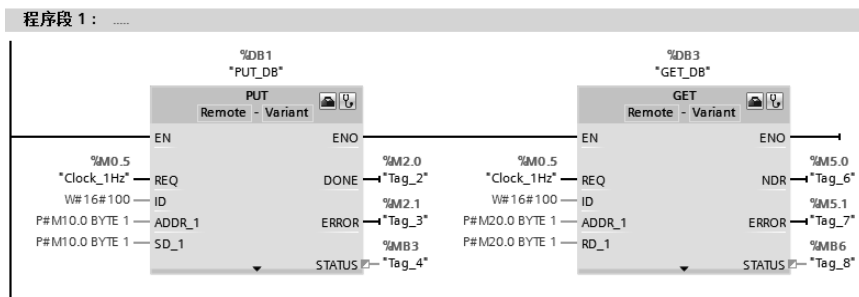 程序段 1： .....
%DB1
"PUT_DB"
PUT
Remote - Variant
EN
ENO
%M0.5
"Clock_1Hz"
REQ
W#16#100
ID
P#M10.0 BYTE 1
ADDR_1
P#M10.0 BYTE 1
SD_1
DONE
%M2.0
"Tag_2"
ERROR
%M2.1
"Tag_3"
STATUS
%MB3
"Tag_4"
%DB3
"GET_DB"
GET
Remote - Variant
EN
ENO
%M0.5
"Clock_1Hz"
REQ
W#16#100
ID
P#M20.0 BYTE 1
ADDR_1
P#M20.0 BYTE 1
RD_1
NDR
%M5.0
"Tag_6"
ERROR
%M5.1
"Tag_7"
STATUS
%MB6
"Tag_8"